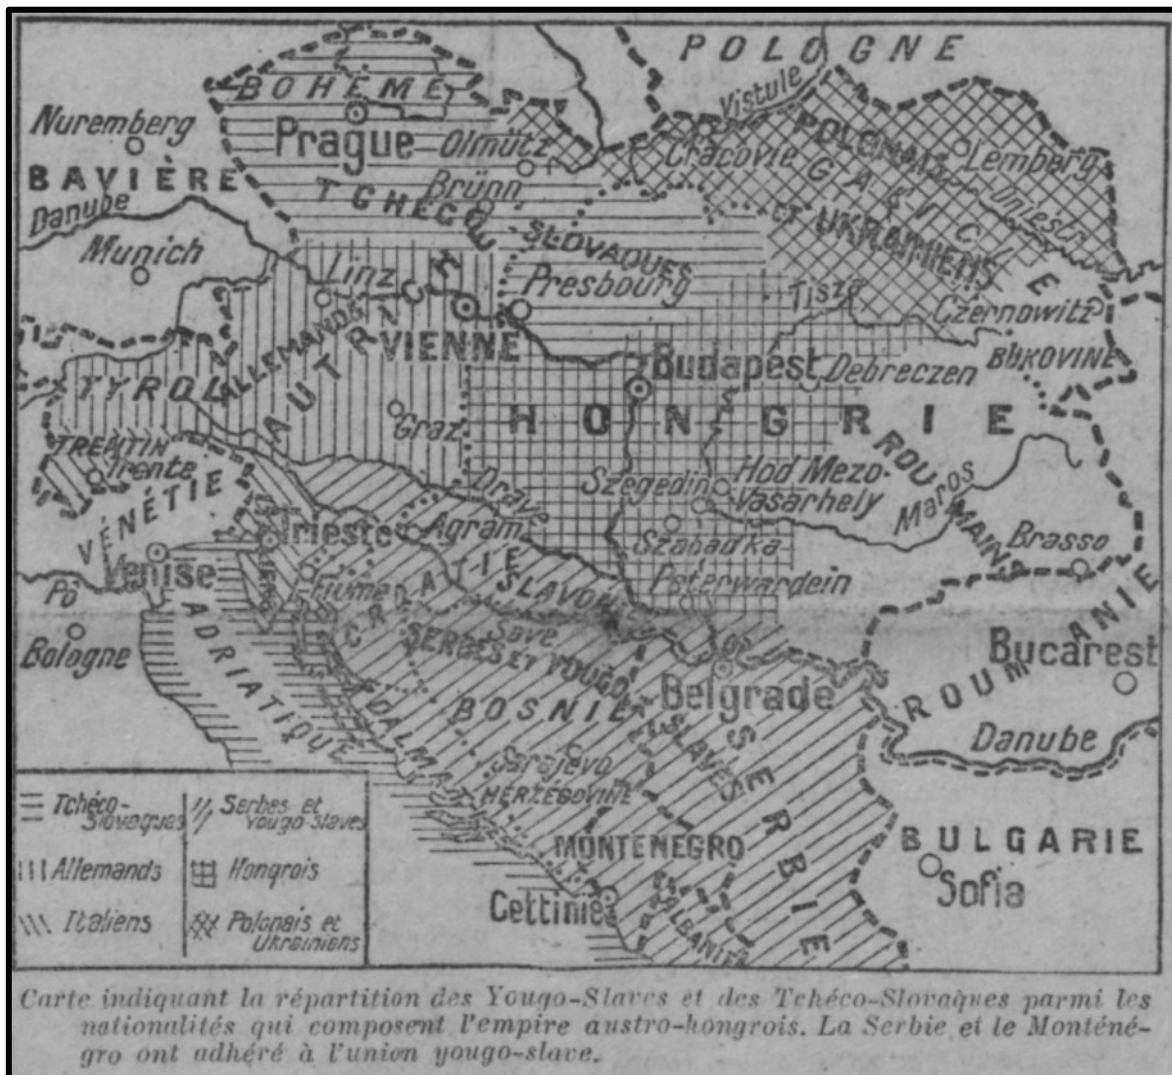 POLOGNE
BOHÊME
Vistule
Nuremberg
Prague
Olmütz
Cracovie
POLONAIS
Lemberg
BAVIÈRE
GALICIE
Danube
Brünn
TCHÉCO
Dniestr
ET UKRAINIENS
SLOVAQUES
Munich
Linz
Presbourg
Tisza
Czernowitz
ALLEMANDS
VIENNE
AUTRICHE
BUKOVINE
Budapest
Debreczen
TYROL
HONGRIE
Graz
TRENTIN
Trente
Szegedin
Hod Mezo-
Vasarhely
ROUMAINS
Maros
VÉNÉTIE
Drave
Trieste
Agram
Szabadka
Brasso
Venise
Pô
Fiume
Peterwardein
CROATIE
SLAVONIE
Bologne
Save
SERBES ET YOUGO
SLAVES
ADRIATIQUE
Belgrade
Bucarest
ROUMANIE
BOSNIE
DALMATIE
Danube
Sarajévo
HERZÉGOVINE
SERBIE
MONTENEGRO
BULGARIE
Sofia
Cettinié
ALBANIE
Tchéco-
Slovaques
Serbes et
Yougo-slaves
Allemands
Hongrois
Italiens
Polonais et
Ukrainiens
Carte indiquant la répartition des Yougo-Slaves et des Tchéco-Slovaques parmi les
nationalités qui composent l'empire austro-hongrois. La Serbie et le Monténé-
gro ont adhéré à l'union yougo-slave.